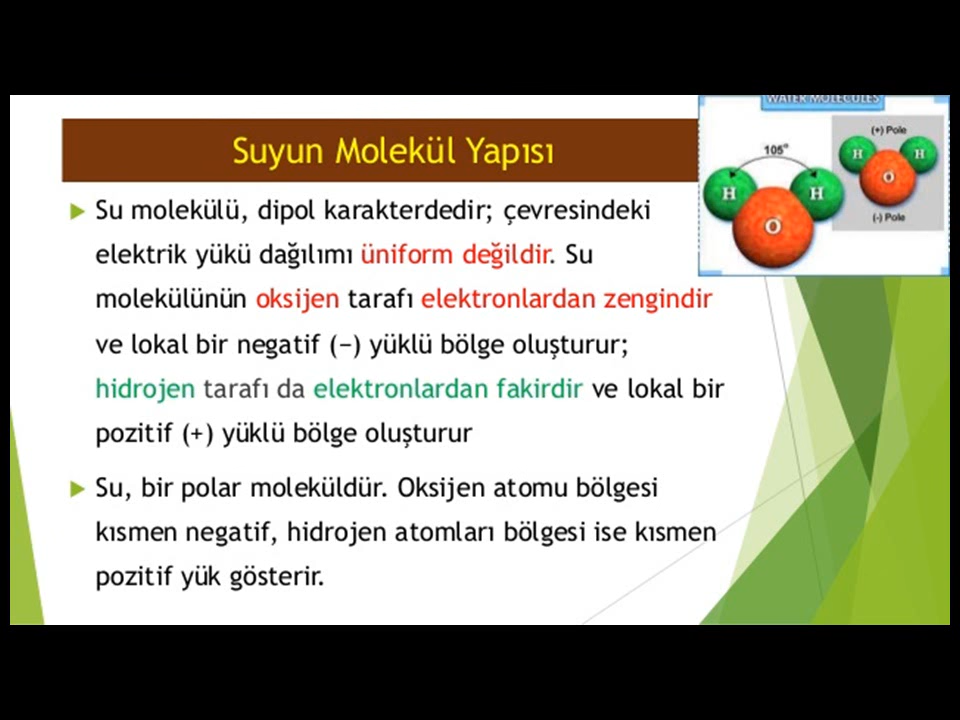 Suyun Molekül Yapısı
Su molekülü, dipol karakterdedir; çevresindeki
elektrik yükü dağılımı üniform değildir. Su
molekülünün oksijen tarafı elektronlardan zengindir
ve lokal bir negatif (−) yüklü bölge oluşturur;
hidrojen tarafı da elektronlardan fakirdir ve lokal bir
pozitif (+) yüklü bölge oluşturur
Su, bir polar moleküldür. Oksijen atomu bölgesi
kısmen negatif, hidrojen atomları bölgesi ise kısmen
pozitif yük gösterir.
WATER MOLECULES
105°
H H
O
(+) Pole
H H
O
(-) Pole